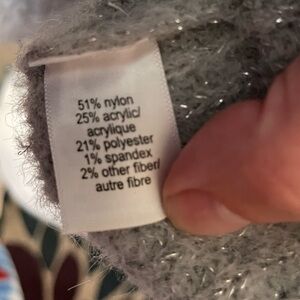 51% nylon
25% acrylic/
acrylique
21% polyester
1% spandex
2% other fiber/
autre fibre